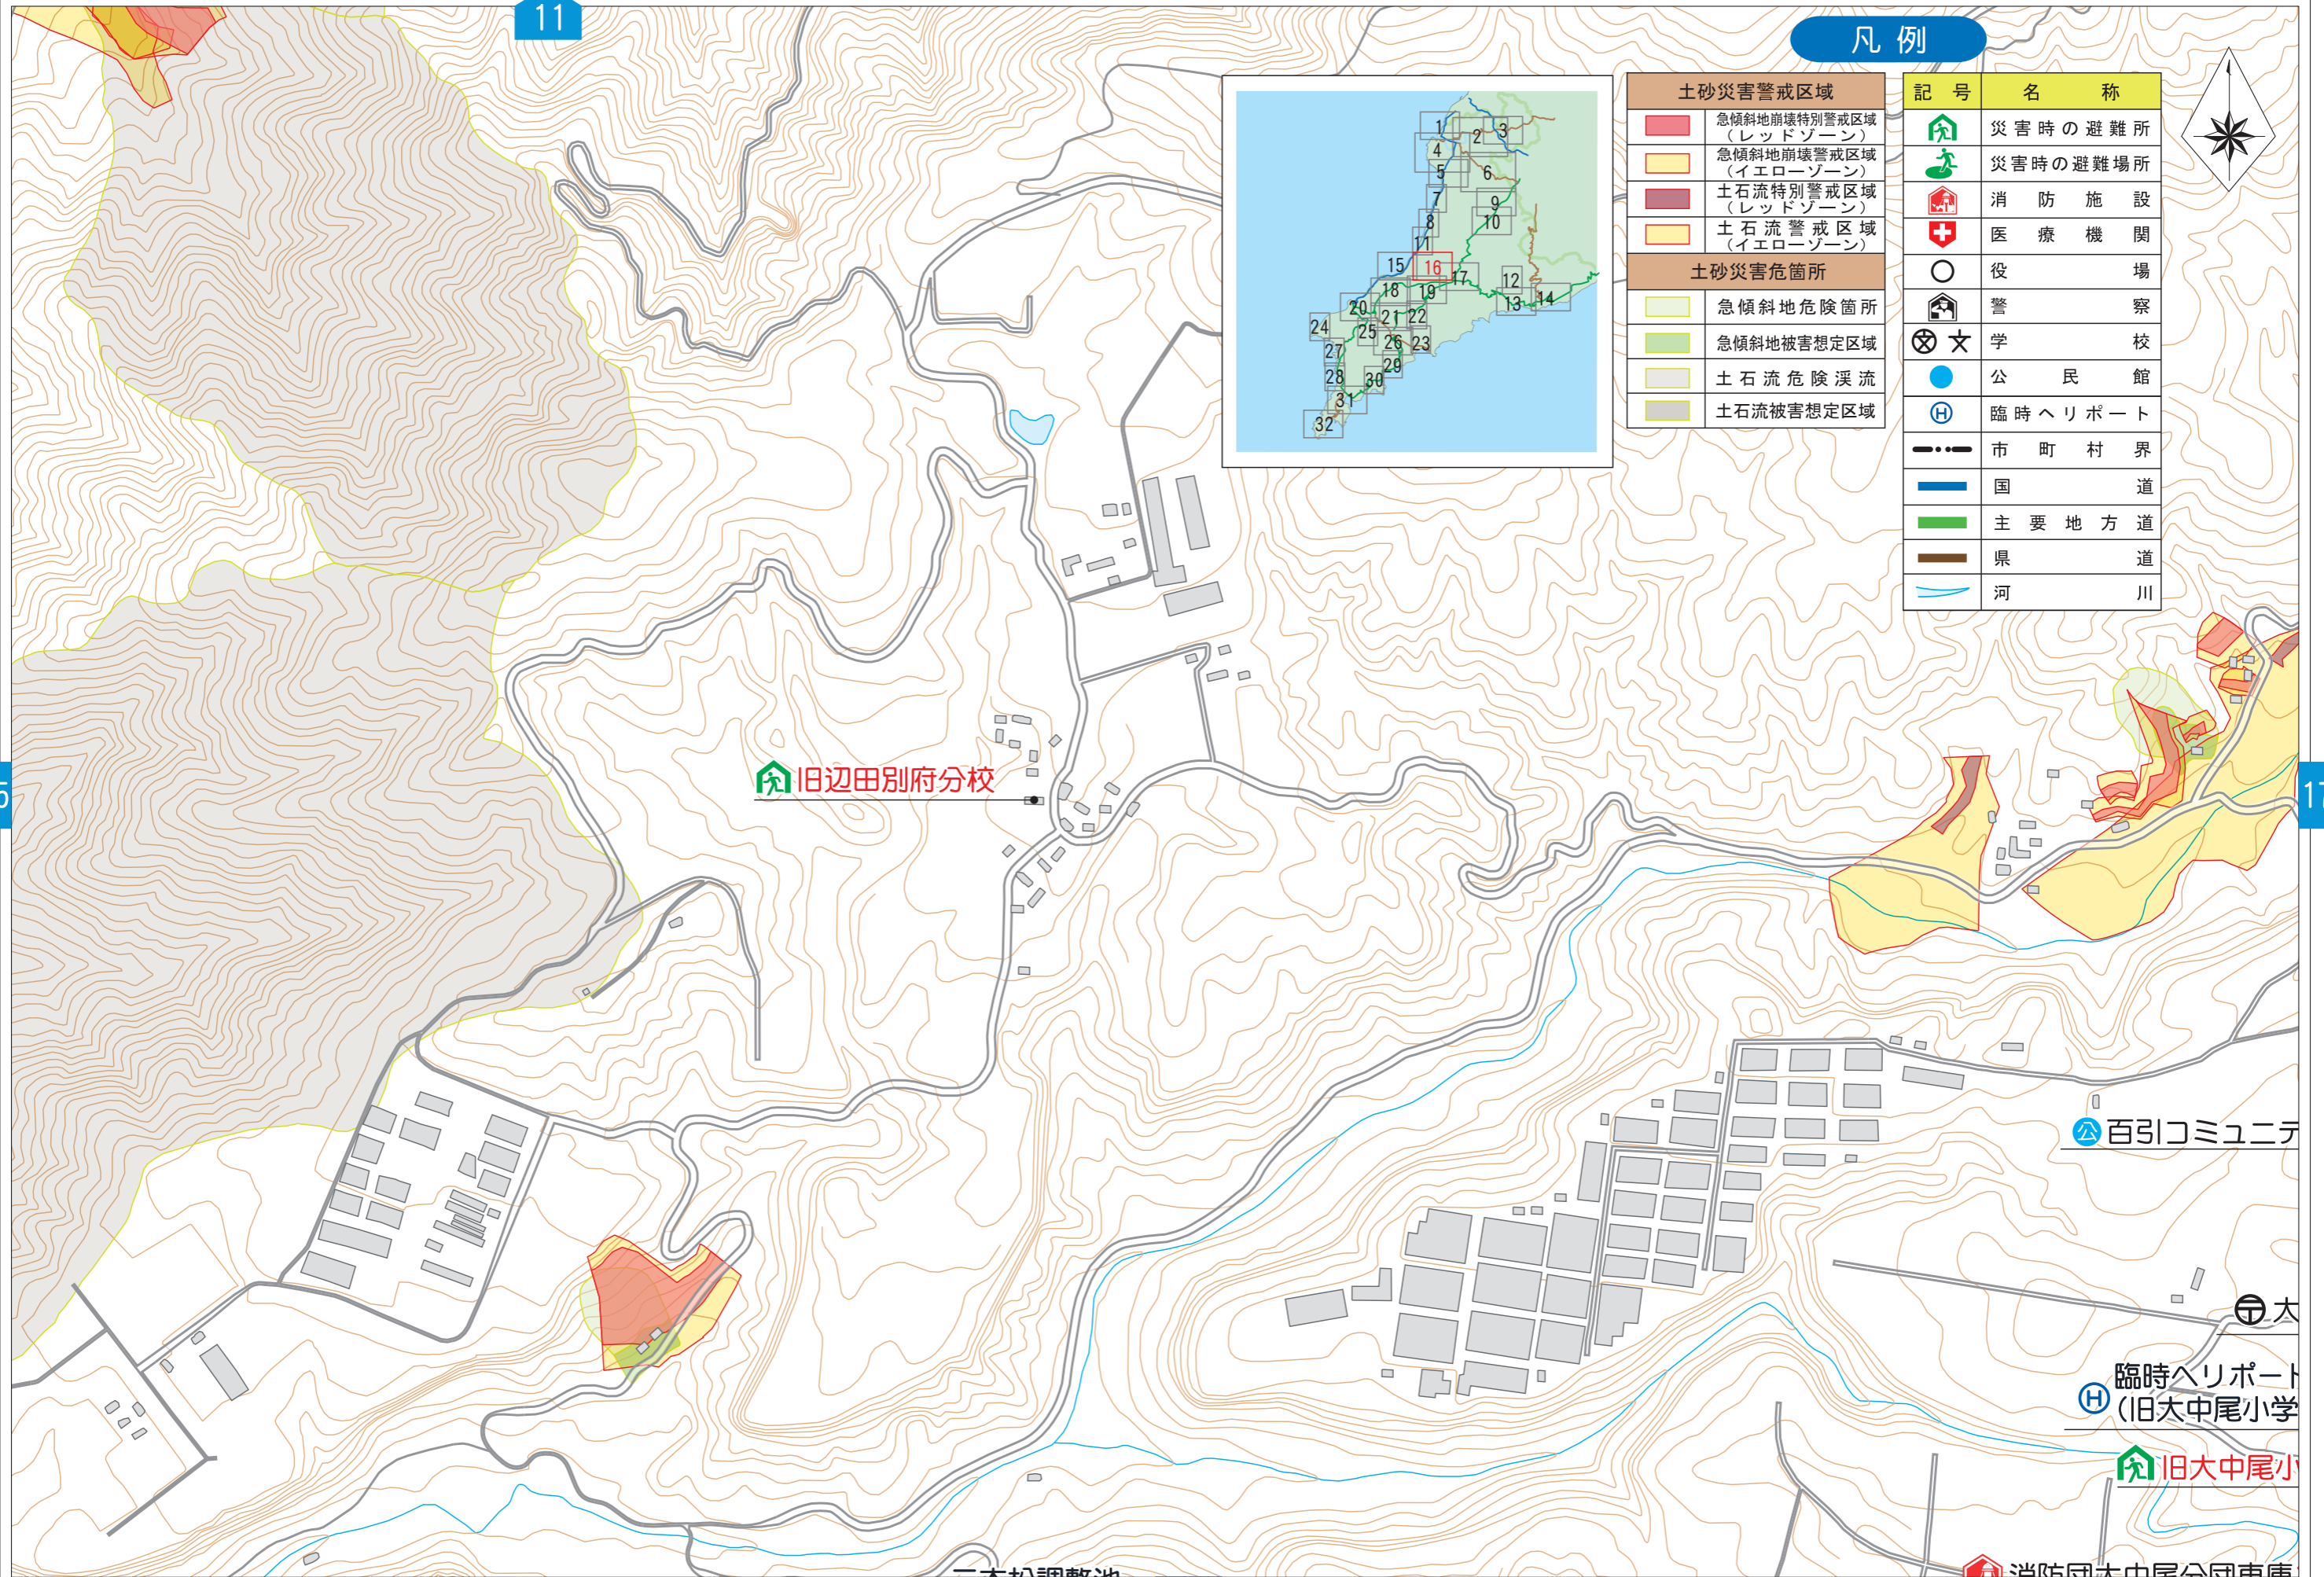 11
凡例
土砂災害警戒区域
急傾斜地崩壊特別警戒区域
（レッドゾーン）
急傾斜地崩壊警戒区域
（イエローゾーン）
土石流特別警戒区域
（レッドゾーン）
土石流警戒区域
（イエローゾーン）
土砂災害危箇所
急傾斜地危険箇所
急傾斜地被害想定区域
土石流危険渓流
土石流被害想定区域
記号 名称
災害時の避難所
災害時の避難場所
消防施設
医療機関
役場
警察
文 学校
公民館
H 臨時ヘリポート
市町村界
国道
主要地方道
県道
河川
1
2
3
4
5
6
7
9
8
10
11
15
16
17
12
18
19
13
14
20
21
22
24
25
26
23
27
29
28
30
31
32
旧辺田別府分校
17
公 百引コミュニテ
〒 大
H 臨時ヘリポート
（旧大中尾小学
旧大中尾小